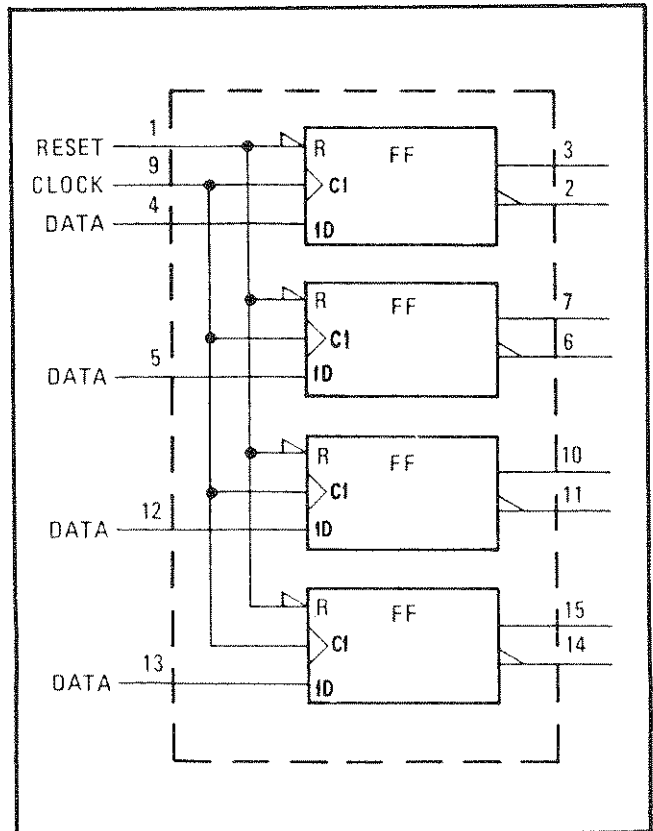 1
RESET
R
FF
3
9
CLOCK
C1
2
4
DATA
1D
R
FF
7
C1
6
5
DATA
1D
R
FF
10
C1
11
12
DATA
1D
R
FF
15
C1
14
13
DATA
1D